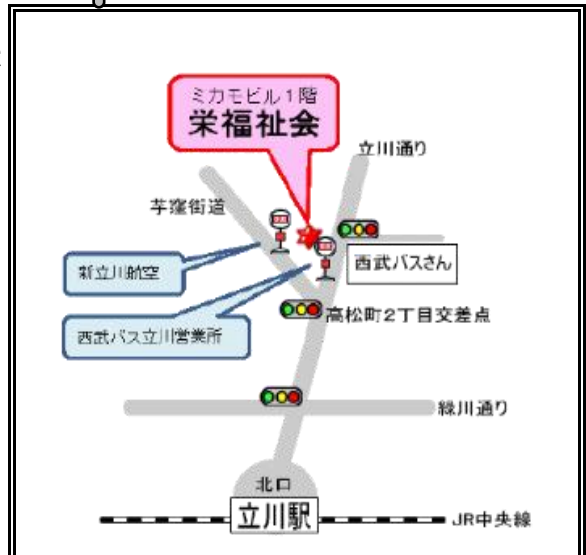 ミカモビル1階
栄福祉会
立川通り
芋窪街道
新立川航空
西武バスさん
高松町2丁目交差点
西武バス立川営業所
緑川通り
北口
立川駅
JR中央線